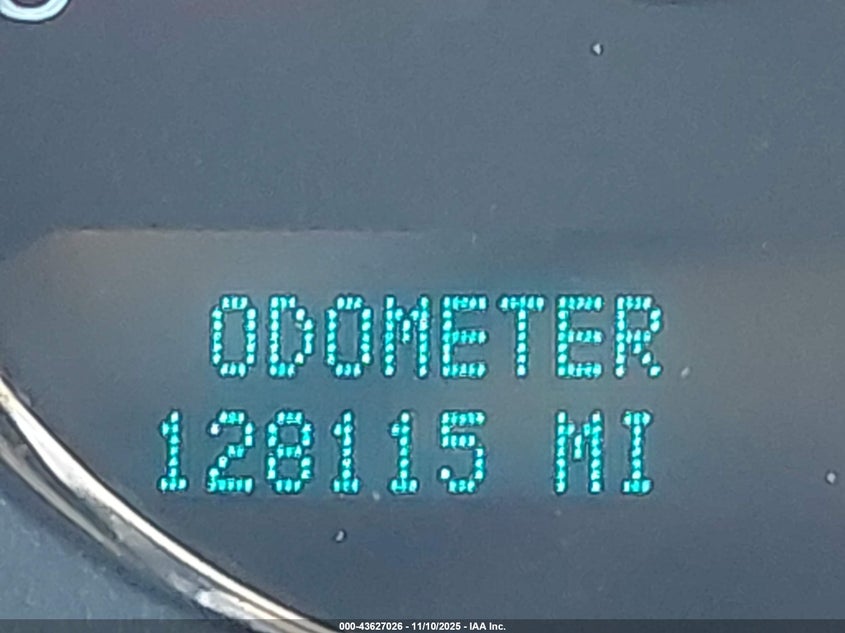 ODOMETER
128115 MI
000-43627026 - 11/10/2025 - IAA Inc.